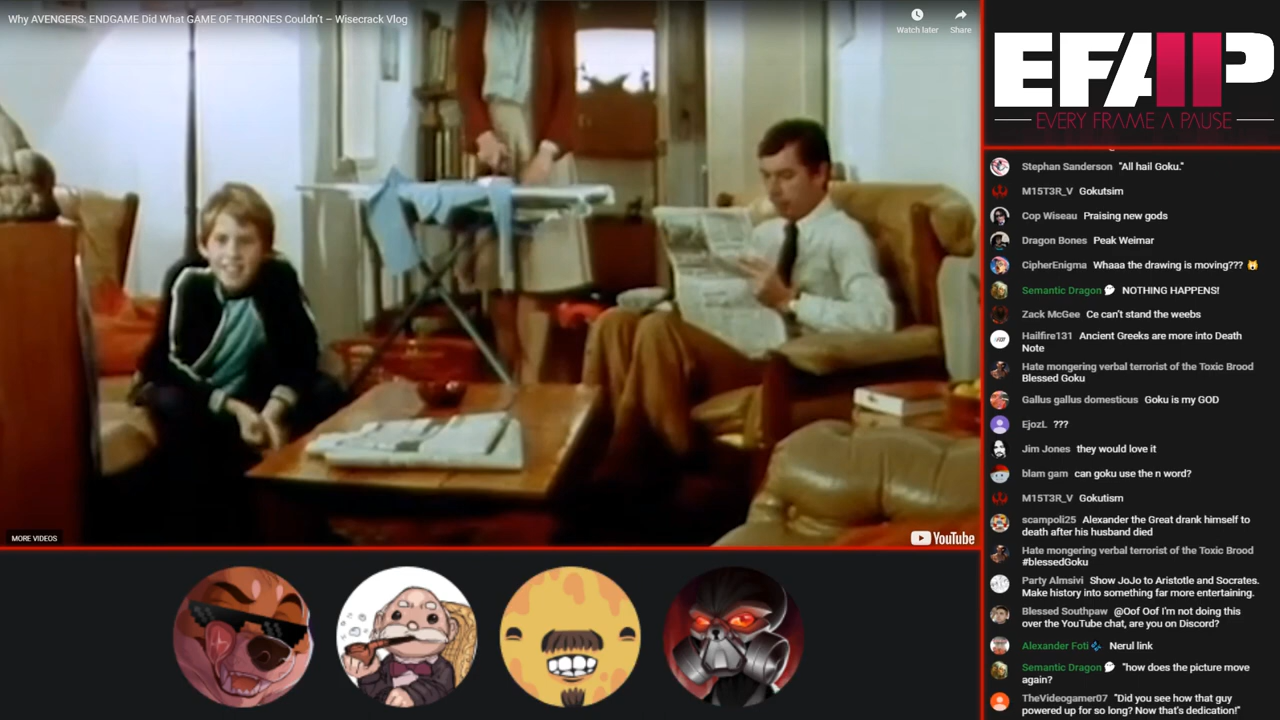 Why AVENGERS: ENDGAME Did What GAME OF THRONES Couldn't – Wisecrack Vlog
Watch later
Share
MORE VIDEOS
YouTube
EFAP
EVERY FRAME A PAUSE
Stephan Sanderson "All hail Goku."
M15T3R_V Gokutsim
Cop Wiseau Praising new gods
Dragon Bones Peak Weimar
CipherEnigma Whaaa the drawing is moving???
Semantic Dragon NOTHING HAPPENS!
Zack McGee Ce can't stand the weebs
Hailfire131 Ancient Greeks are more into Death
Note
Hate mongering verbal terrorist of the Toxic Brood
Blessed Goku
Gallus gallus domesticus Goku is my GOD
EjozL ???
Jim Jones they would love it
blam gam can goku use the n word?
M15T3R_V Gokutism
scampoli25 Alexander the Great drank himself to
death after his husband died
Hate mongering verbal terrorist of the Toxic Brood
#blessedGoku
Party Almsivi Show JoJo to Aristotle and Socrates.
Make history into something far more entertaining.
Blessed Southpaw @Oof Oof I'm not doing this
over the YouTube chat, are you on Discord?
Alexander Foti Nerul link
Semantic Dragon "how does the picture move
again?
TheVideogamer07 "Did you see how that guy
powered up for so long? Now that's dedication!"